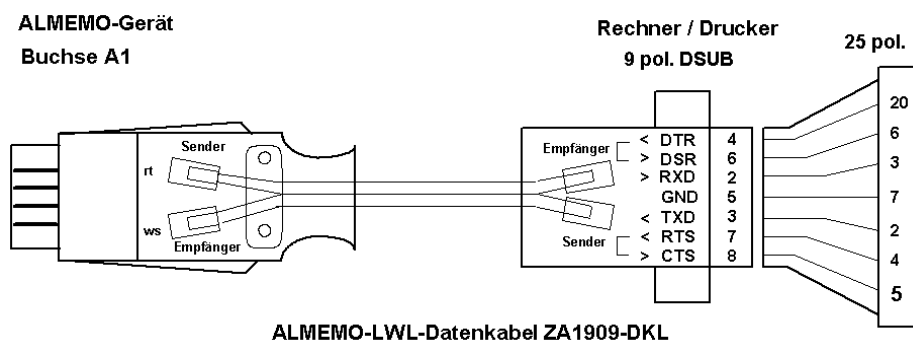 ALMEMO-Gerät
Buchse A1
Rechner / Drucker
9 pol. DSUB
25 pol.
Sender
rt
ws
Empfänger
Empfänger
Sender
< DTR 4
> DSR 6
> RXD 2
GND 5
< TXD 3
< RTS 7
> CTS 8
20
6
3
7
2
4
5
ALMEMO-LWL-Datenkabel ZA1909-DKL